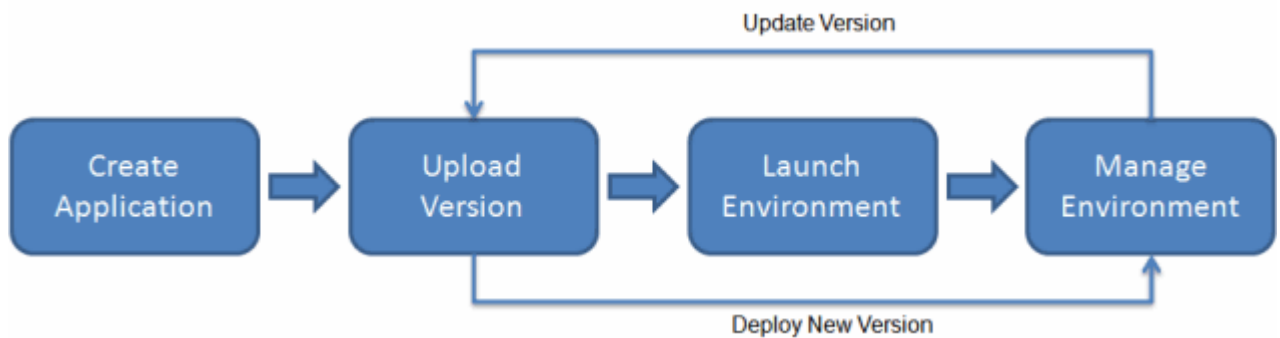 Update Version
Create
Application
Upload
Version
Launch
Environment
Manage
Environment
Deploy New Version